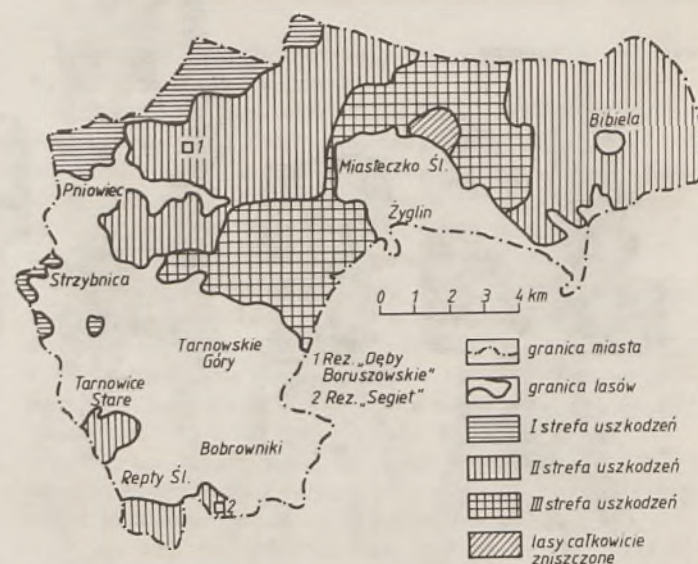 1
Bibiela
Miasteczko Śl.
Pniowiec
Żyglin
Strzybnica
0 1 2 3 4 km
Tarnowskie
Góry
1 Rez. „Dęby
Boruszowskie"
2 Rez. „Segiet"
Tarnowice
Stare
Bobrowniki
Repty Śl.
2
granica miasta
granica lasów
I strefa uszkodzeń
II strefa uszkodzeń
III strefa uszkodzeń
lasy całkowicie
zniszczone